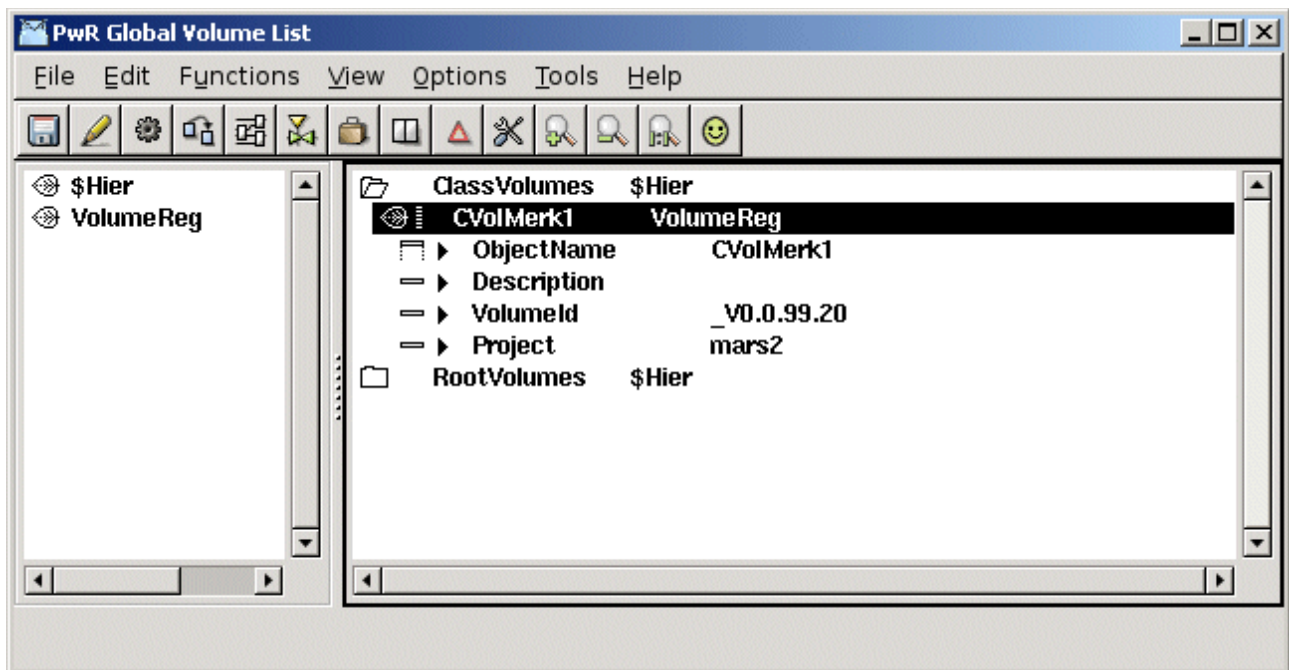 PwR Global Volume List
File Edit Functions View Options Tools Help
$Hier
VolumeReg
ClassVolumes $Hier
CVolMerk1 VolumeReg
ObjectName CVolMerk1
Description
VolumeId _V0.0.99.20
Project mars2
RootVolumes $Hier